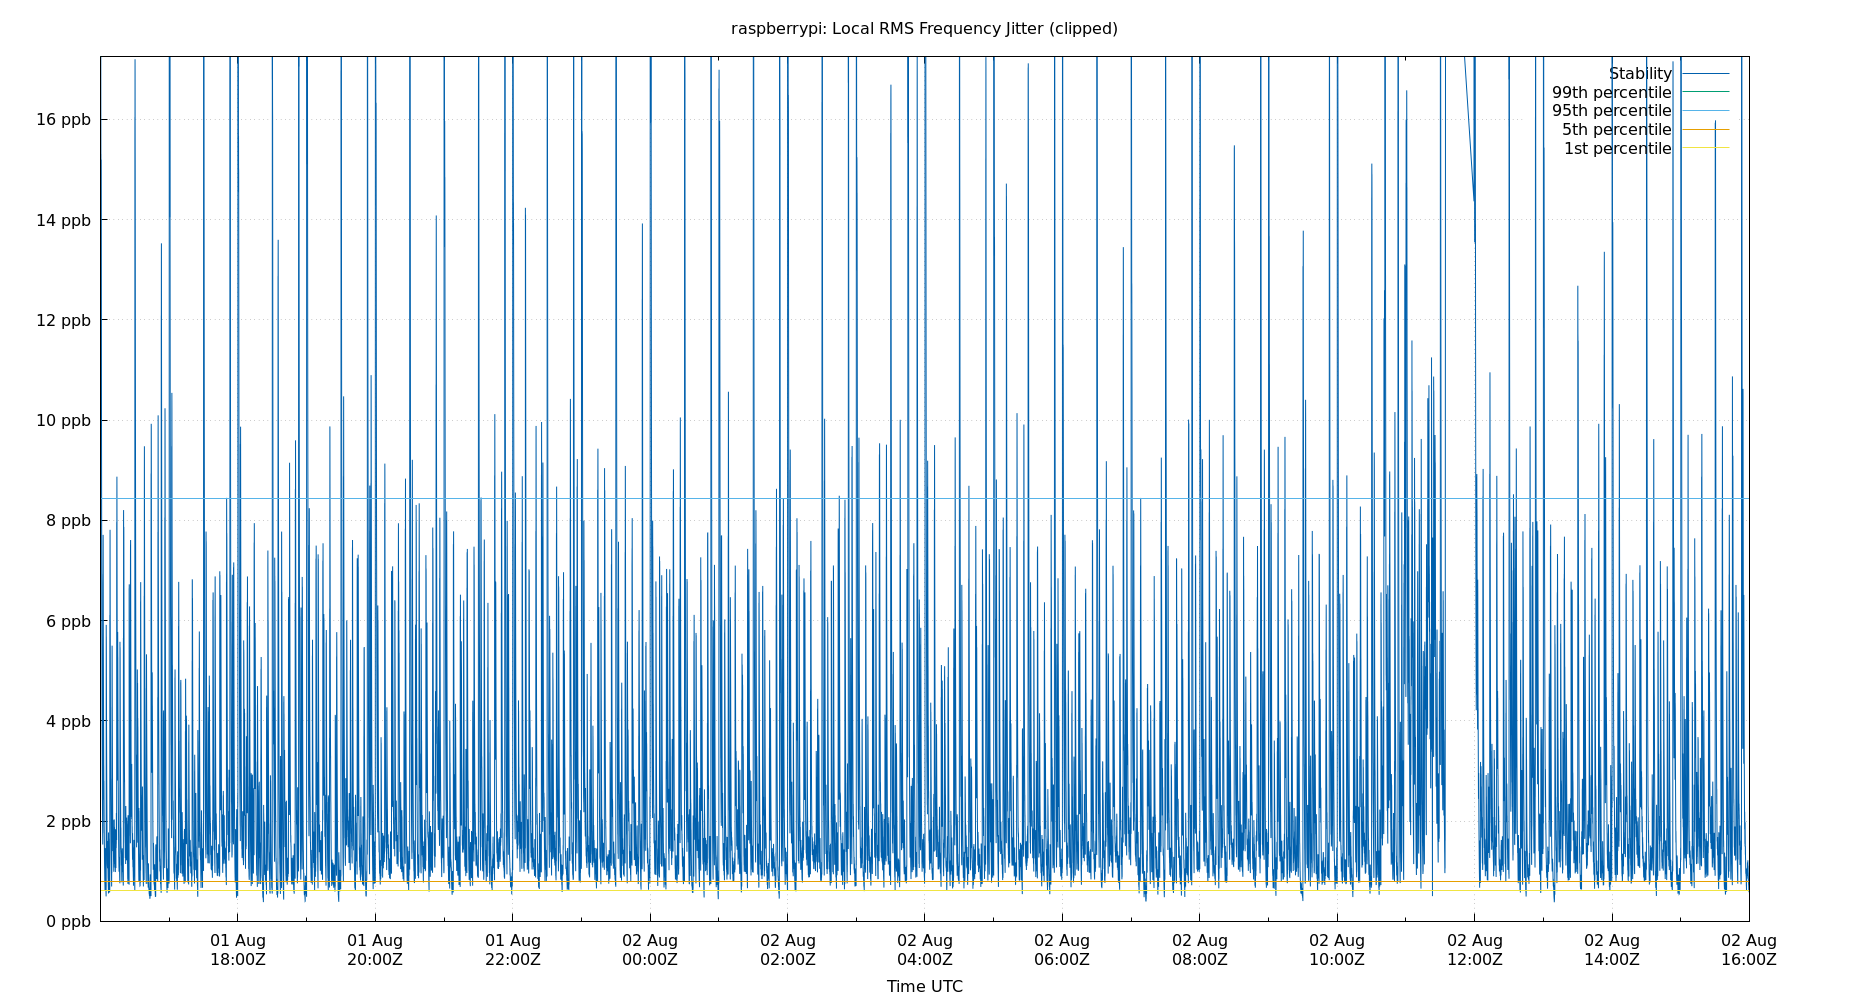 raspberrypi: Local RMS Frequency Jitter (clipped)
Stability
99th percentile
95th percentile
5th percentile
1st percentile
16 ppb
14 ppb
12 ppb
10 ppb
8 ppb
6 ppb
4 ppb
2 ppb
0 ppb
01 Aug 01 Aug 01 Aug 02 Aug 02 Aug 02 Aug 02 Aug 02 Aug 02 Aug 02 Aug 02 Aug 02 Aug
18:00Z 20:00Z 22:00Z 00:00Z 02:00Z 04:00Z 06:00Z 08:00Z 10:00Z 12:00Z 14:00Z 16:00Z
Time UTC